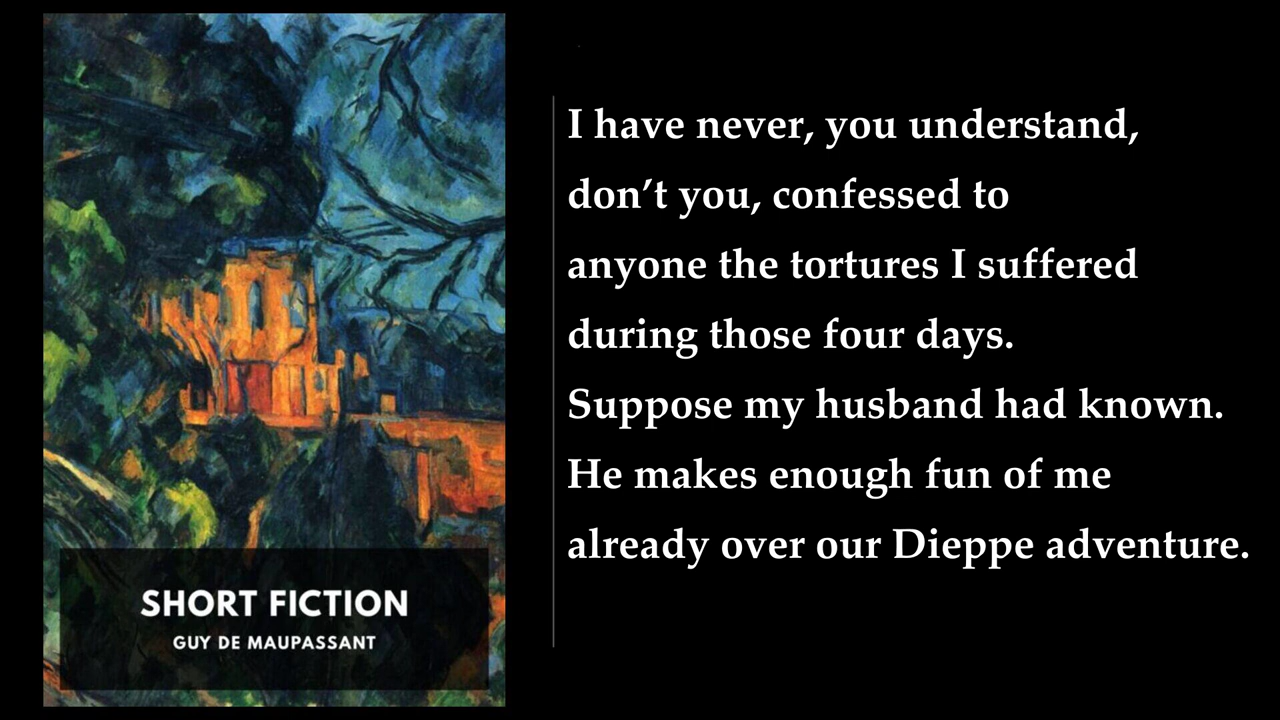 SHORT FICTION
GUY DE MAUPASSANT
I have never, you understand,
don’t you, confessed to
anyone the tortures I suffered
during those four days.
Suppose my husband had known.
He makes enough fun of me
already over our Dieppe adventure.